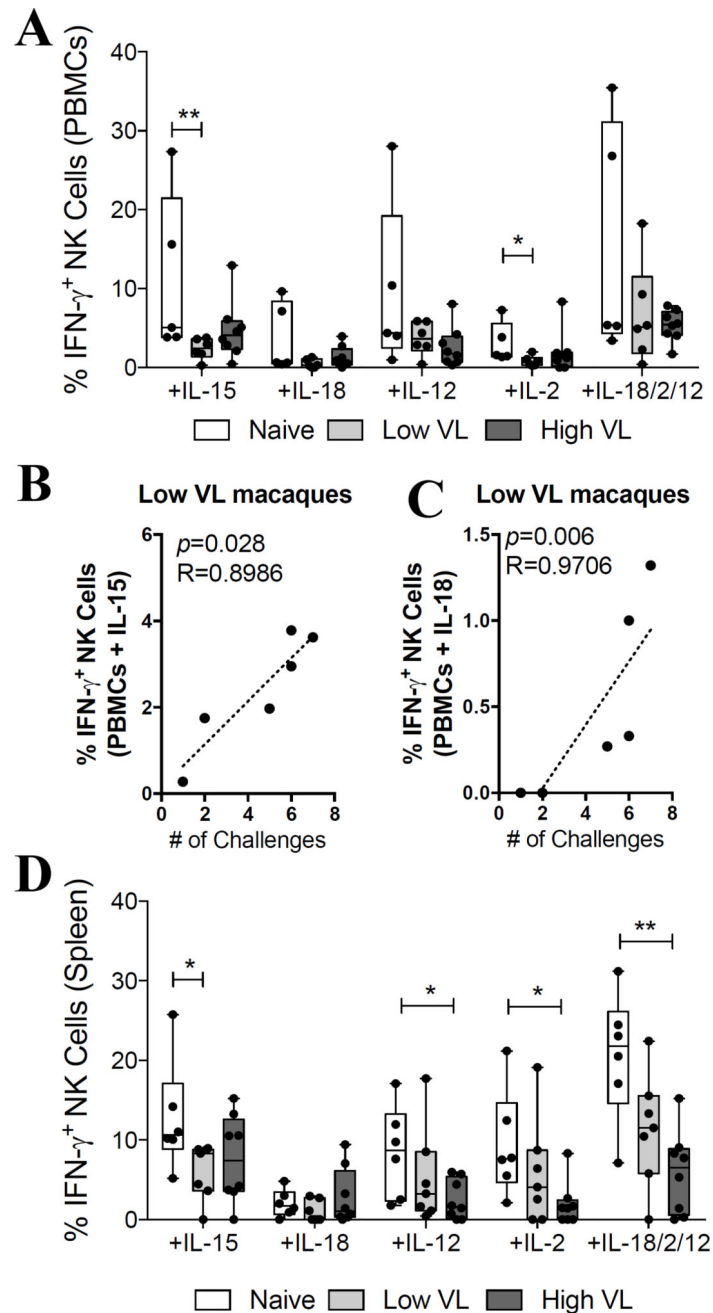 A
% IFN-γ+ NK Cells (PBMCs)
40
30
20
10
0
**
*
+IL-15 +IL-18 +IL-12 +IL-2 +IL-18/2/12
Naive Low VL High VL
B
Low VL macaques
p=0.028
R=0.8986
% IFN-γ+ NK Cells
(PBMCs + IL-15)
6
4
2
0
0 2 4 6 8
# of Challenges
C
Low VL macaques
p=0.006
R=0.9706
% IFN-γ+ NK Cells
(PBMCs + IL-18)
1.5
1.0
0.5
0.0
0 2 4 6 8
# of Challenges
D
% IFN-γ+ NK Cells (Spleen)
40
30
20
10
0
*
*
*
**
+IL-15 +IL-18 +IL-12 +IL-2 +IL-18/2/12
Naive Low VL High VL